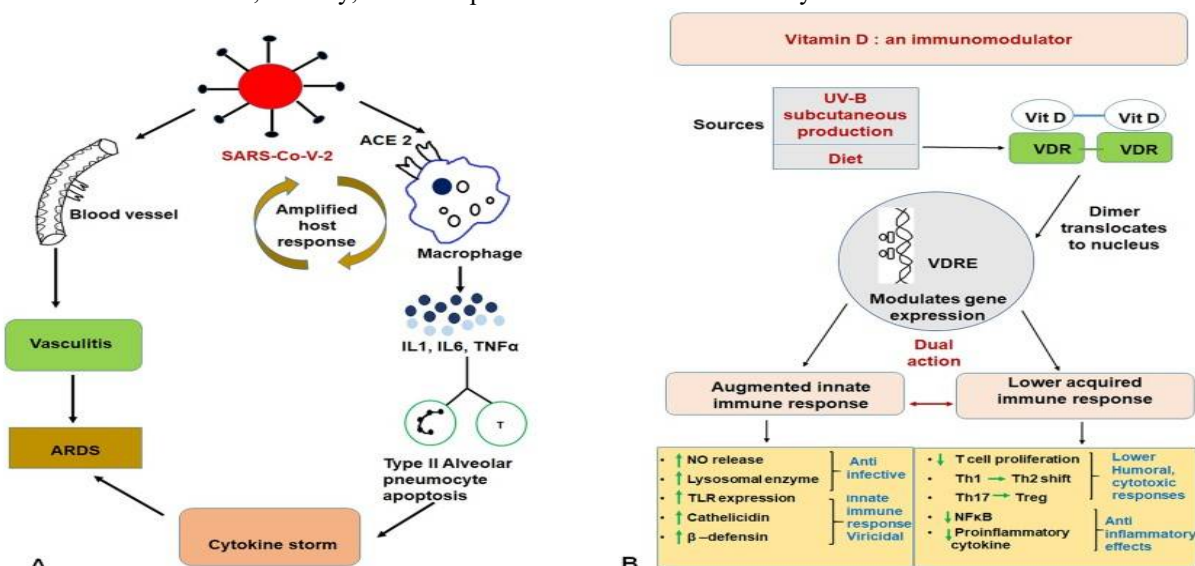 SARS-Co-V-2
ACE 2
Blood vessel
Amplified
host
response
Macrophage
IL1, IL6, TNFα
Vasculitis
T
ARDS
Type II Alveolar
pneumocyte
apoptosis
Cytokine storm
Vitamin D : an immunomodulator
Sources
UV-B
subcutaneous
production
Diet
Vit D
Vit D
VDR
VDR
Dimer
translocates
to nucleus
VDRE
Modulates gene
expression
Dual
action
Augmented innate
immune response
Lower acquired
immune response
• ↑ NO release
• ↑ Lysosomal enzyme
Anti
infective
• ↑ TLR expression
• ↑ Cathelicidin
• ↑ β –defensin
Innate
immune
response
Viricidal
• ↓ T cell proliferation
• Th1 → Th2 shift
• Th17 → Treg
Lower
Humoral,
cytotoxic
responses
• ↓ NFκB
• ↓ Proinflammatory
cytokine
Anti
inflammatory
effects